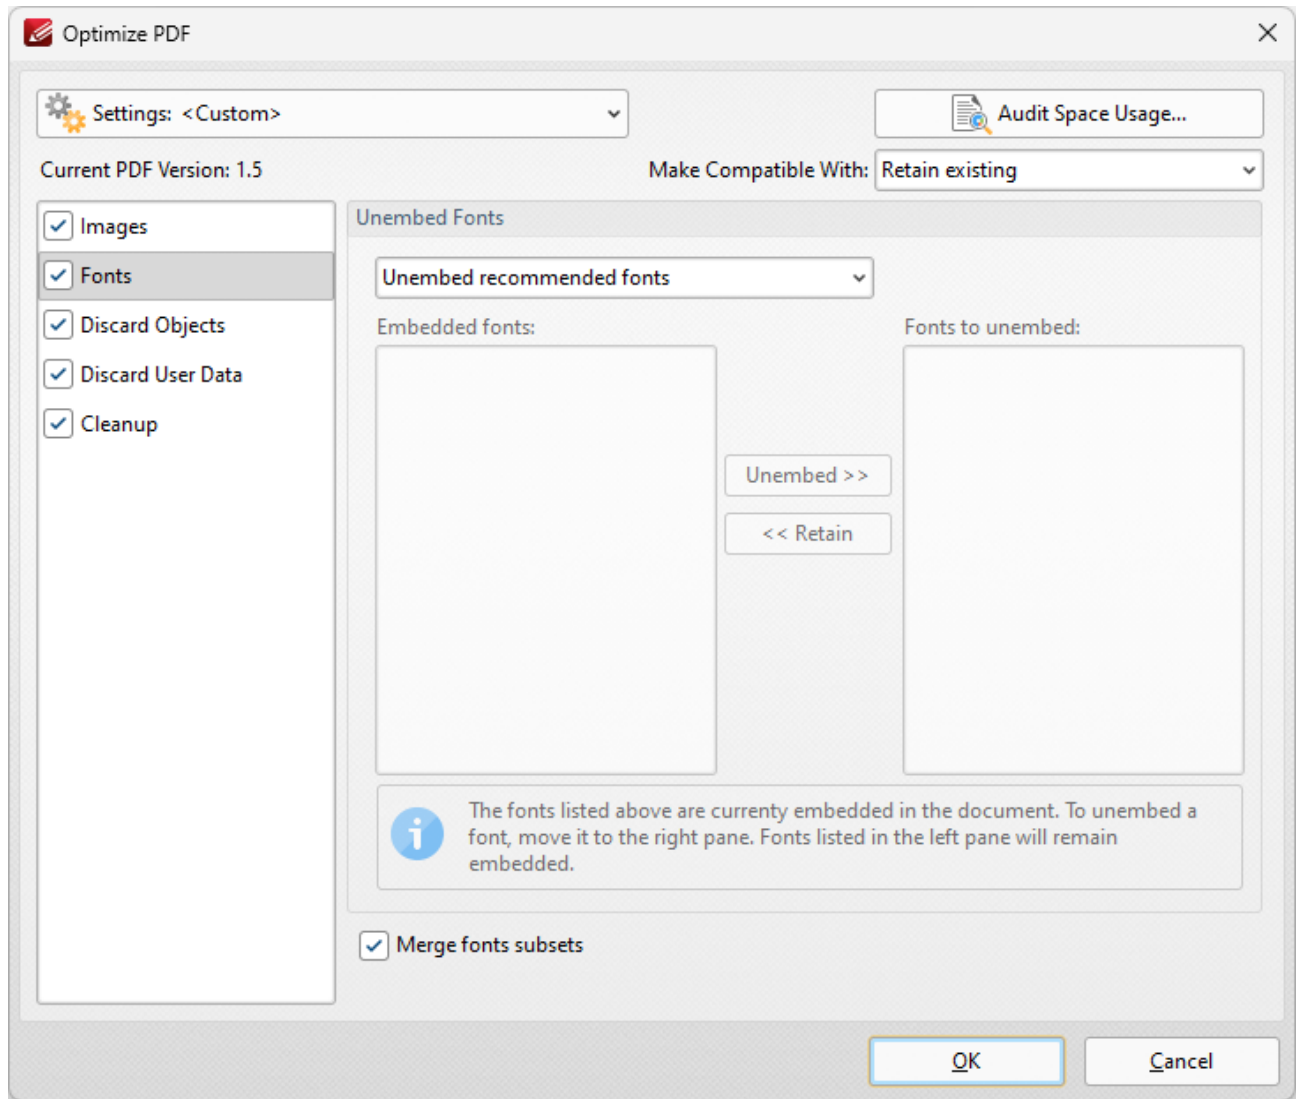 Optimize PDF
Settings: <Custom>
Audit Space Usage...
Current PDF Version: 1.5
Make Compatible With: Retain existing
Images
Fonts
Discard Objects
Discard User Data
Cleanup
Unembed Fonts
Unembed recommended fonts
Embedded fonts:
Fonts to unembed:
Unembed >>
<< Retain
The fonts listed above are currenty embedded in the document. To unembed a
font, move it to the right pane. Fonts listed in the left pane will remain
embedded.
Merge fonts subsets
OK
Cancel